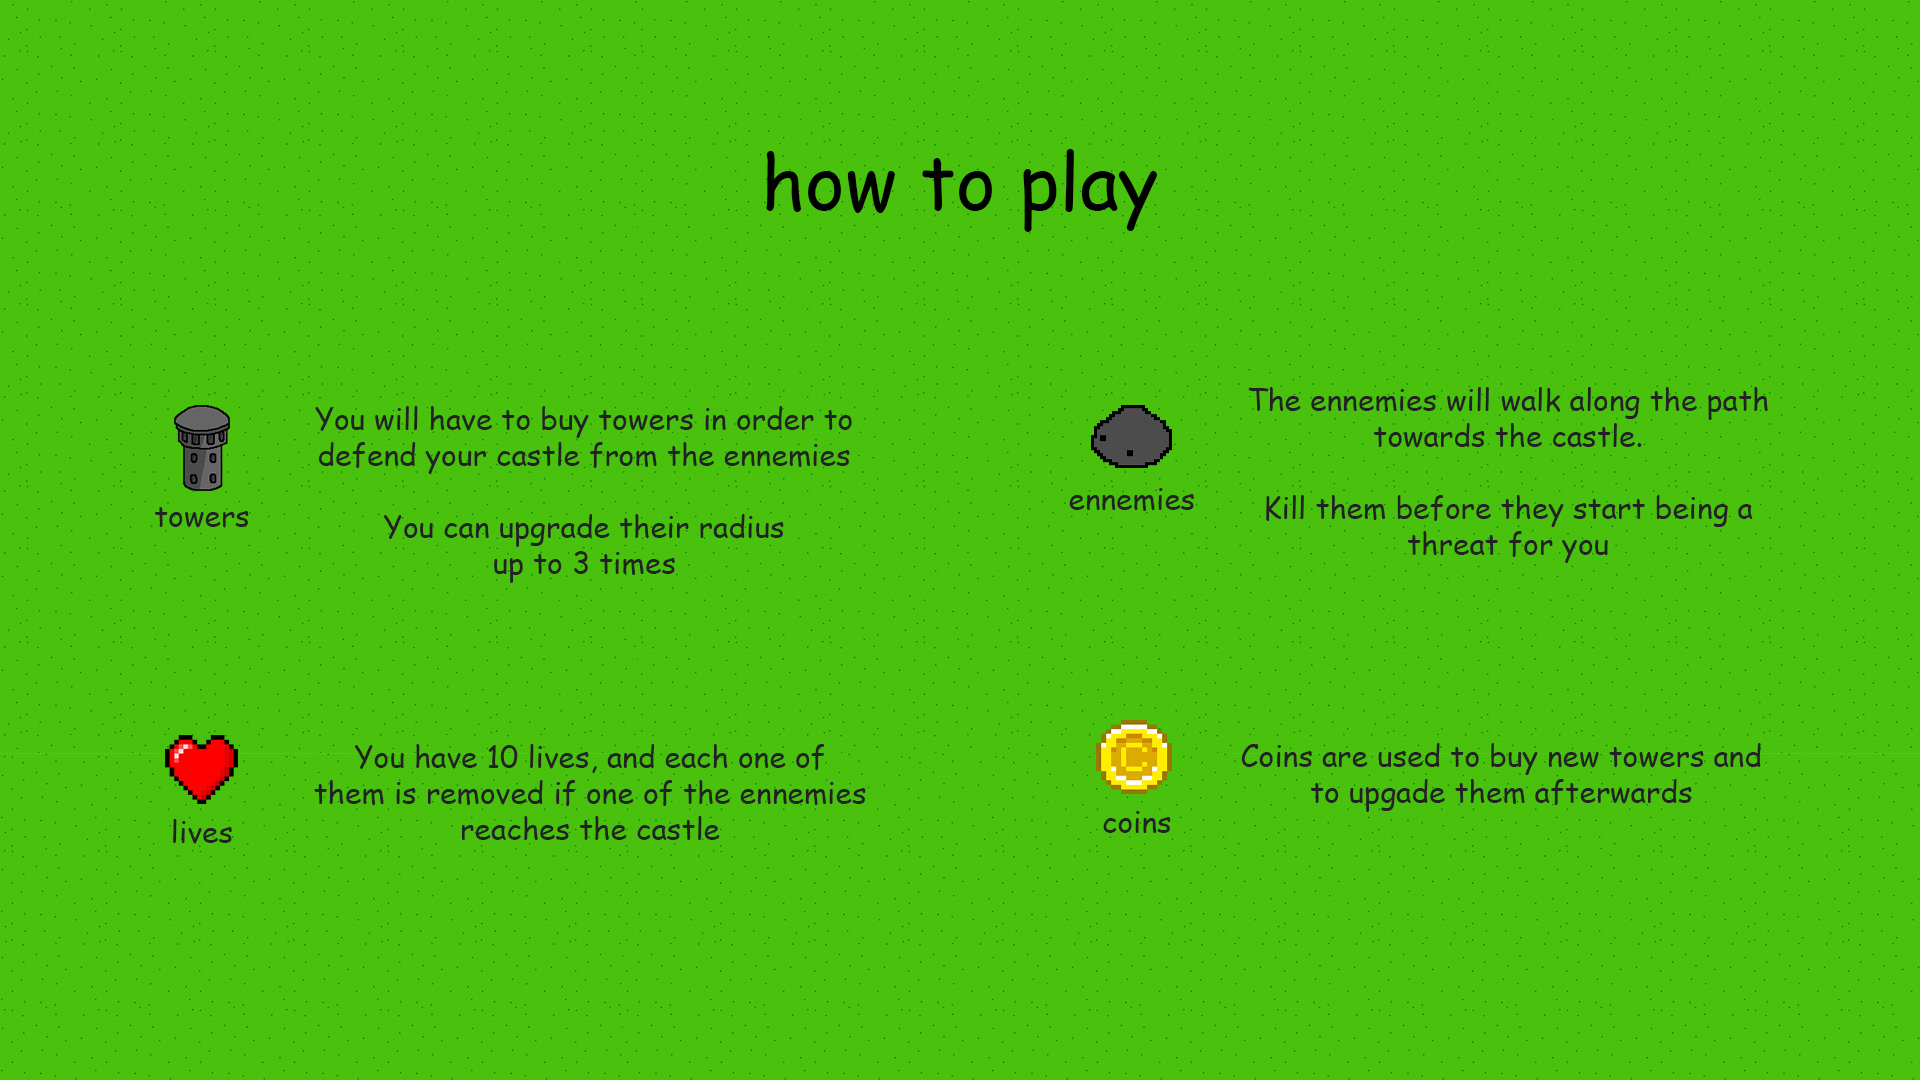 how to play
You will have to buy towers in order to
defend your castle from the ennemies
You can upgrade their radius
up to 3 times
towers
The ennemies will walk along the path
towards the castle.
Kill them before they start being a
threat for you
ennemies
You have 10 lives, and each one of
them is removed if one of the ennemies
reaches the castle
lives
Coins are used to buy new towers and
to upgade them afterwards
coins